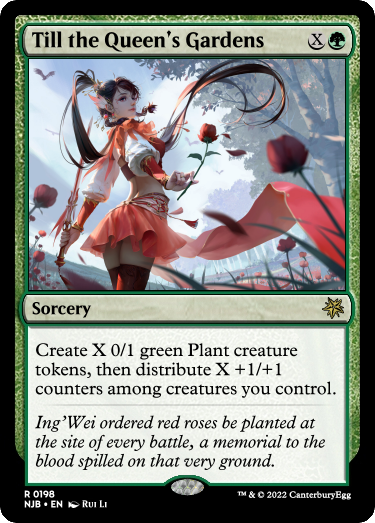 Till the Queen's Gardens X
Sorcery
Create X 0/1 green Plant creature
tokens, then distribute X +1/+1
counters among creatures you control.
Ing'Wei ordered red roses be planted at
the site of every battle, a memorial to the
blood spilled on that very ground.
R 0198
NJB • EN Rui Li
™ & © 2022 CanterburyEgg